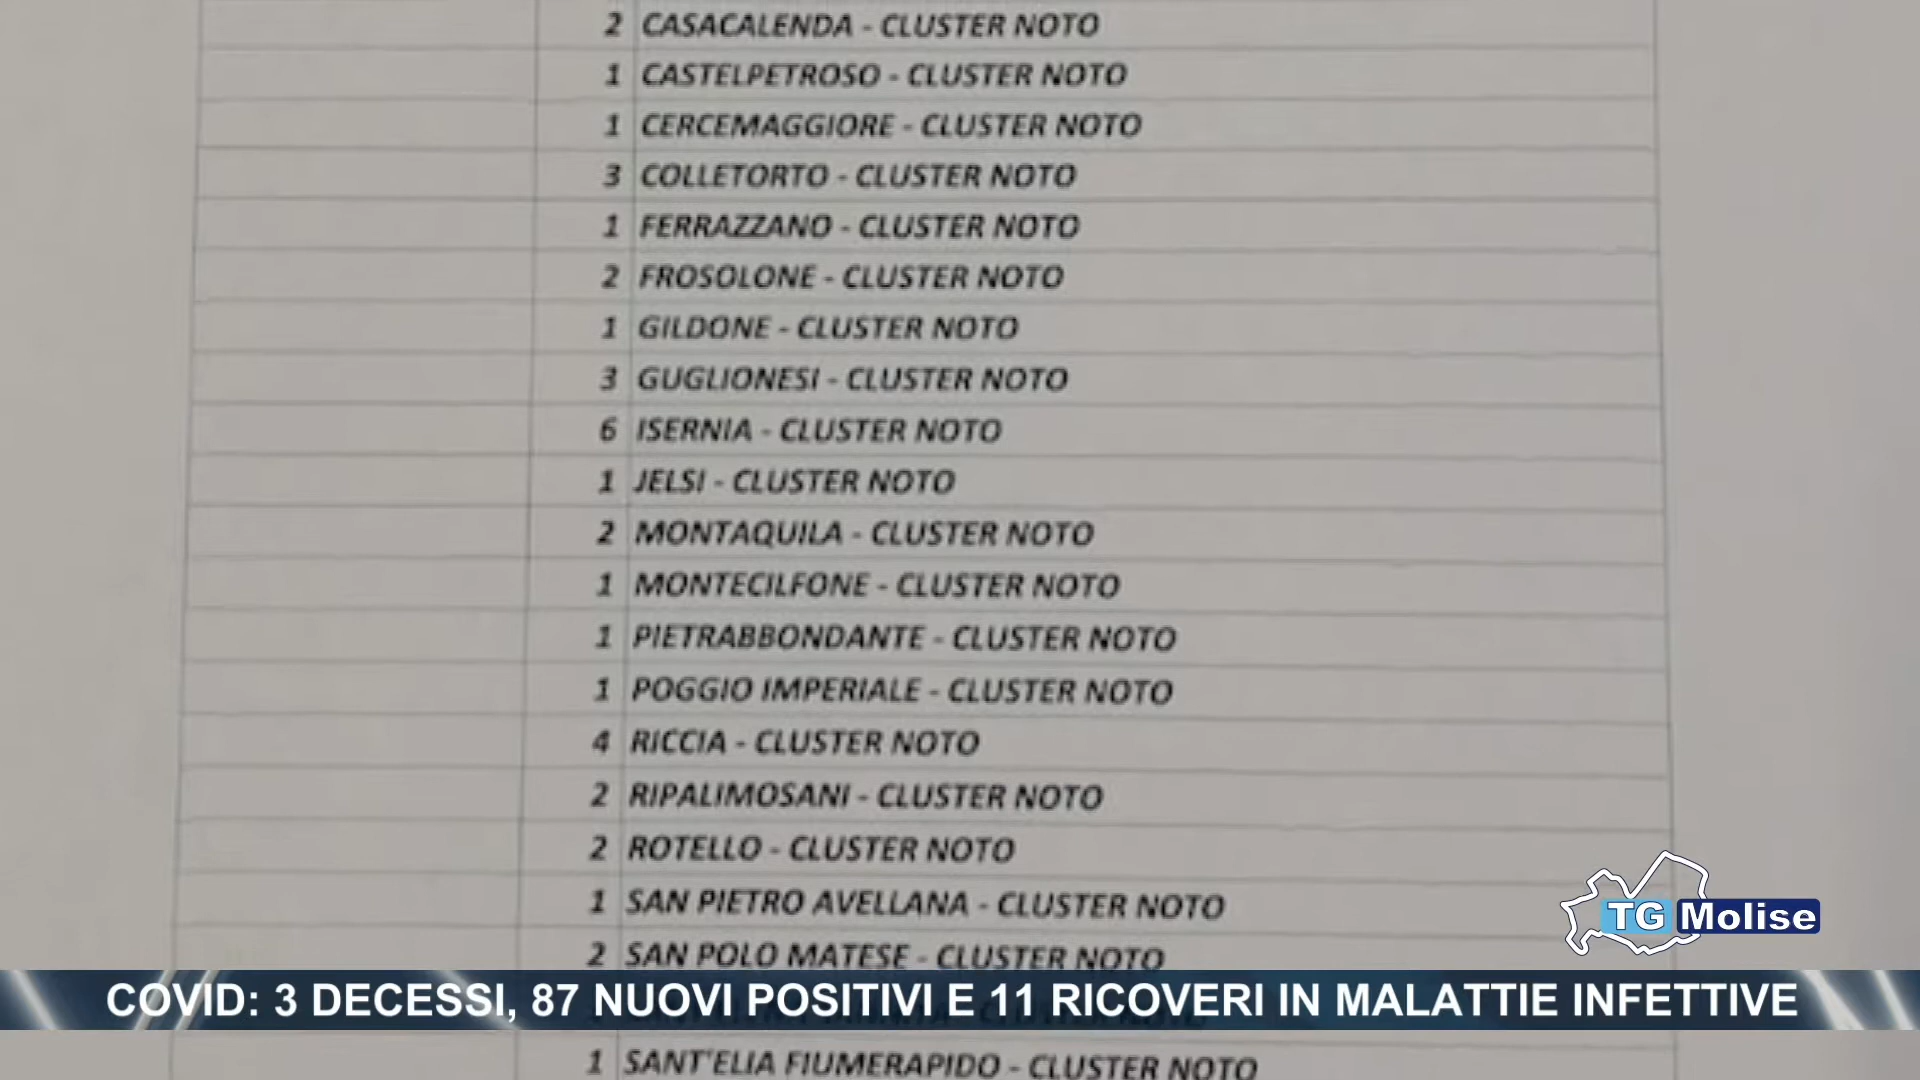 2 CASACALENDA - CLUSTER NOTO
1 CASTELPETROSO - CLUSTER NOTO
1 CERCEMAGGIORE - CLUSTER NOTO
3 COLLETORTO - CLUSTER NOTO
1 FERRAZZANO - CLUSTER NOTO
2 FROSOLONE - CLUSTER NOTO
1 GILDONE - CLUSTER NOTO
3 GUGLIONESI - CLUSTER NOTO
6 ISERNIA - CLUSTER NOTO
1 JELSI - CLUSTER NOTO
2 MONTAQUILA - CLUSTER NOTO
1 MONTECILFONE - CLUSTER NOTO
1 PIETRABBONDANTE - CLUSTER NOTO
1 POGGIO IMPERIALE - CLUSTER NOTO
4 RICCIA - CLUSTER NOTO
2 RIPALIMOSANI - CLUSTER NOTO
2 ROTELLO - CLUSTER NOTO
1 SAN PIETRO AVELLANA - CLUSTER NOTO
TG Molise
2 SAN POLO MATESE - CLUSTER NOTO
COVID: 3 DECESSI, 87 NUOVI POSITIVI E 11 RICOVERI IN MALATTIE INFETTIVE
1 SANT'ELIA FIUMERAPIDO - CLUSTER NOTO